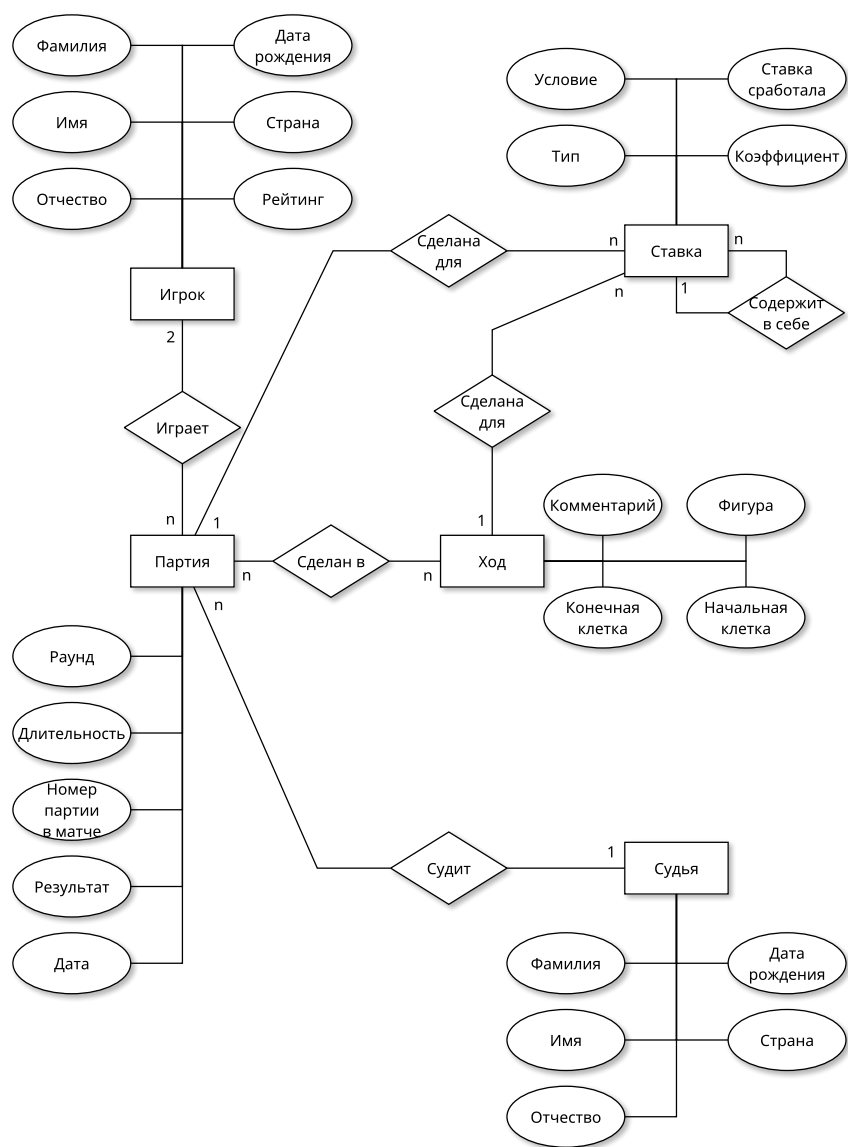 Фамилия
Дата
рождения
Имя
Страна
Отчество
Рейтинг
Игрок
2
Играет
n
1
Условие
Ставка
сработала
Тип
Коэффициент
Сделана
для
n
Ставка
n
n
1
Содержит
в себе
Сделана
для
1
Партия
n
Сделан в
n
Ход
n
Комментарий
Фигура
Конечная
клетка
Начальная
клетка
Раунд
Длительность
Номер
партии
в матче
Результат
Дата
Судит
1
Судья
Фамилия
Дата
рождения
Имя
Страна
Отчество